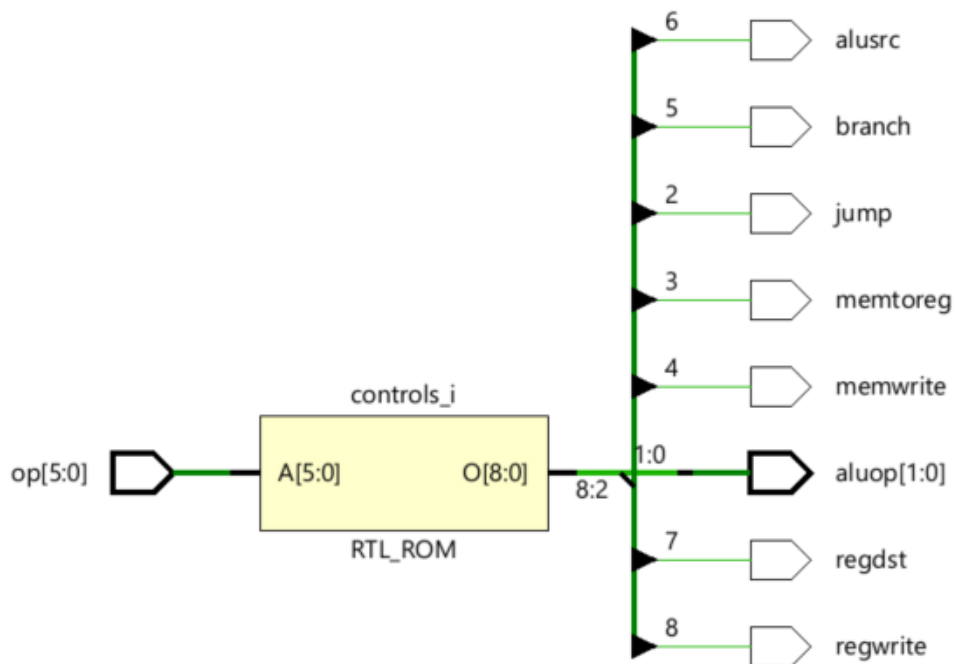 6
alusrc
5
branch
2
jump
3
memtoreg
4
memwrite
controls_i
op[5:0]
A[5:0]
O[8:0]
8:2
1:0
aluop[1:0]
RTL_ROM
7
regdst
8
regwrite